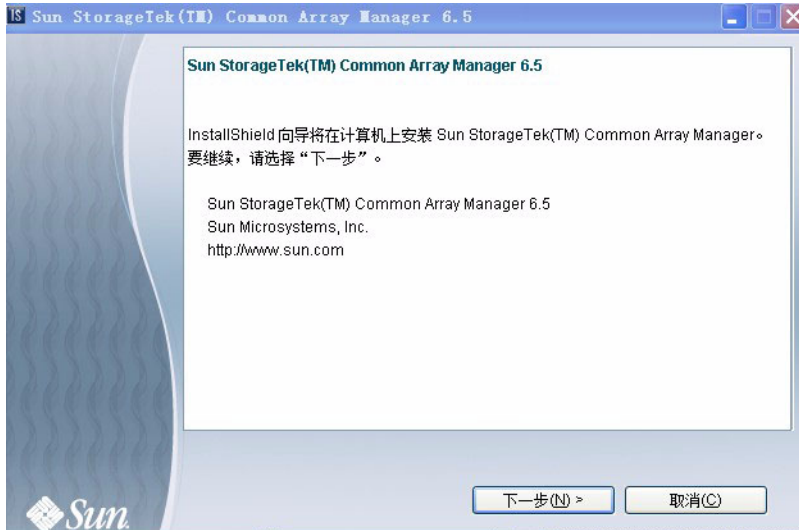 IS Sun StorageTek(TM) Common Array Manager 6.5
Sun StorageTek(TM) Common Array Manager 6.5
InstallShield 向导将在计算机上安装 Sun StorageTek(TM) Common Array Manager。
要继续，请选择“下一步”。
Sun StorageTek(TM) Common Array Manager 6.5
Sun Microsystems, Inc.
http://www.sun.com
下一步(N) >
取消(C)
Sun